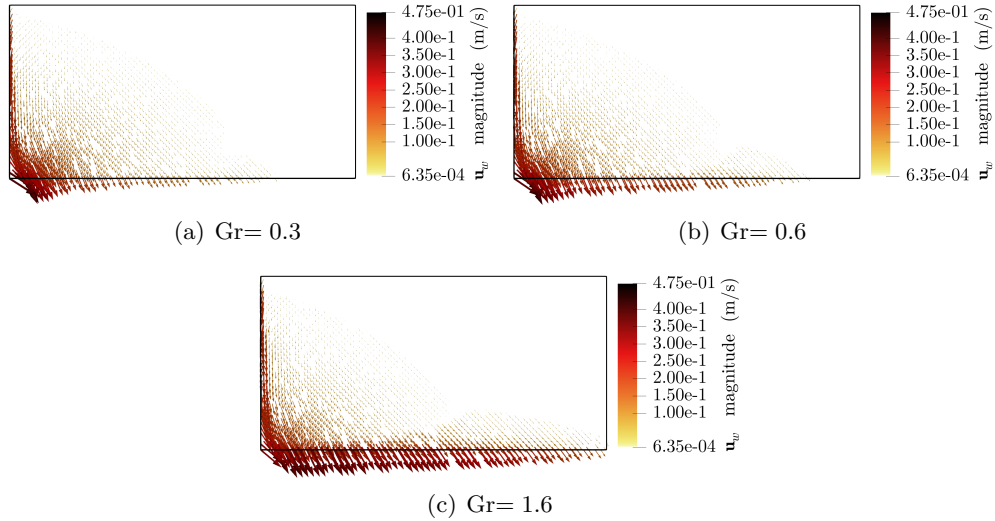 4.75e-01
4.00e-1
3.50e-1
3.00e-1
2.50e-1
2.00e-1
1.50e-1
1.00e-1
6.35e-04
u_w magnitude (m/s)
4.75e-01
4.00e-1
3.50e-1
3.00e-1
2.50e-1
2.00e-1
1.50e-1
1.00e-1
6.35e-04
u_w magnitude (m/s)
(a) Gr= 0.3
(b) Gr= 0.6
4.75e-01
4.00e-1
3.50e-1
3.00e-1
2.50e-1
2.00e-1
1.50e-1
1.00e-1
6.35e-04
u_w magnitude (m/s)
(c) Gr= 1.6